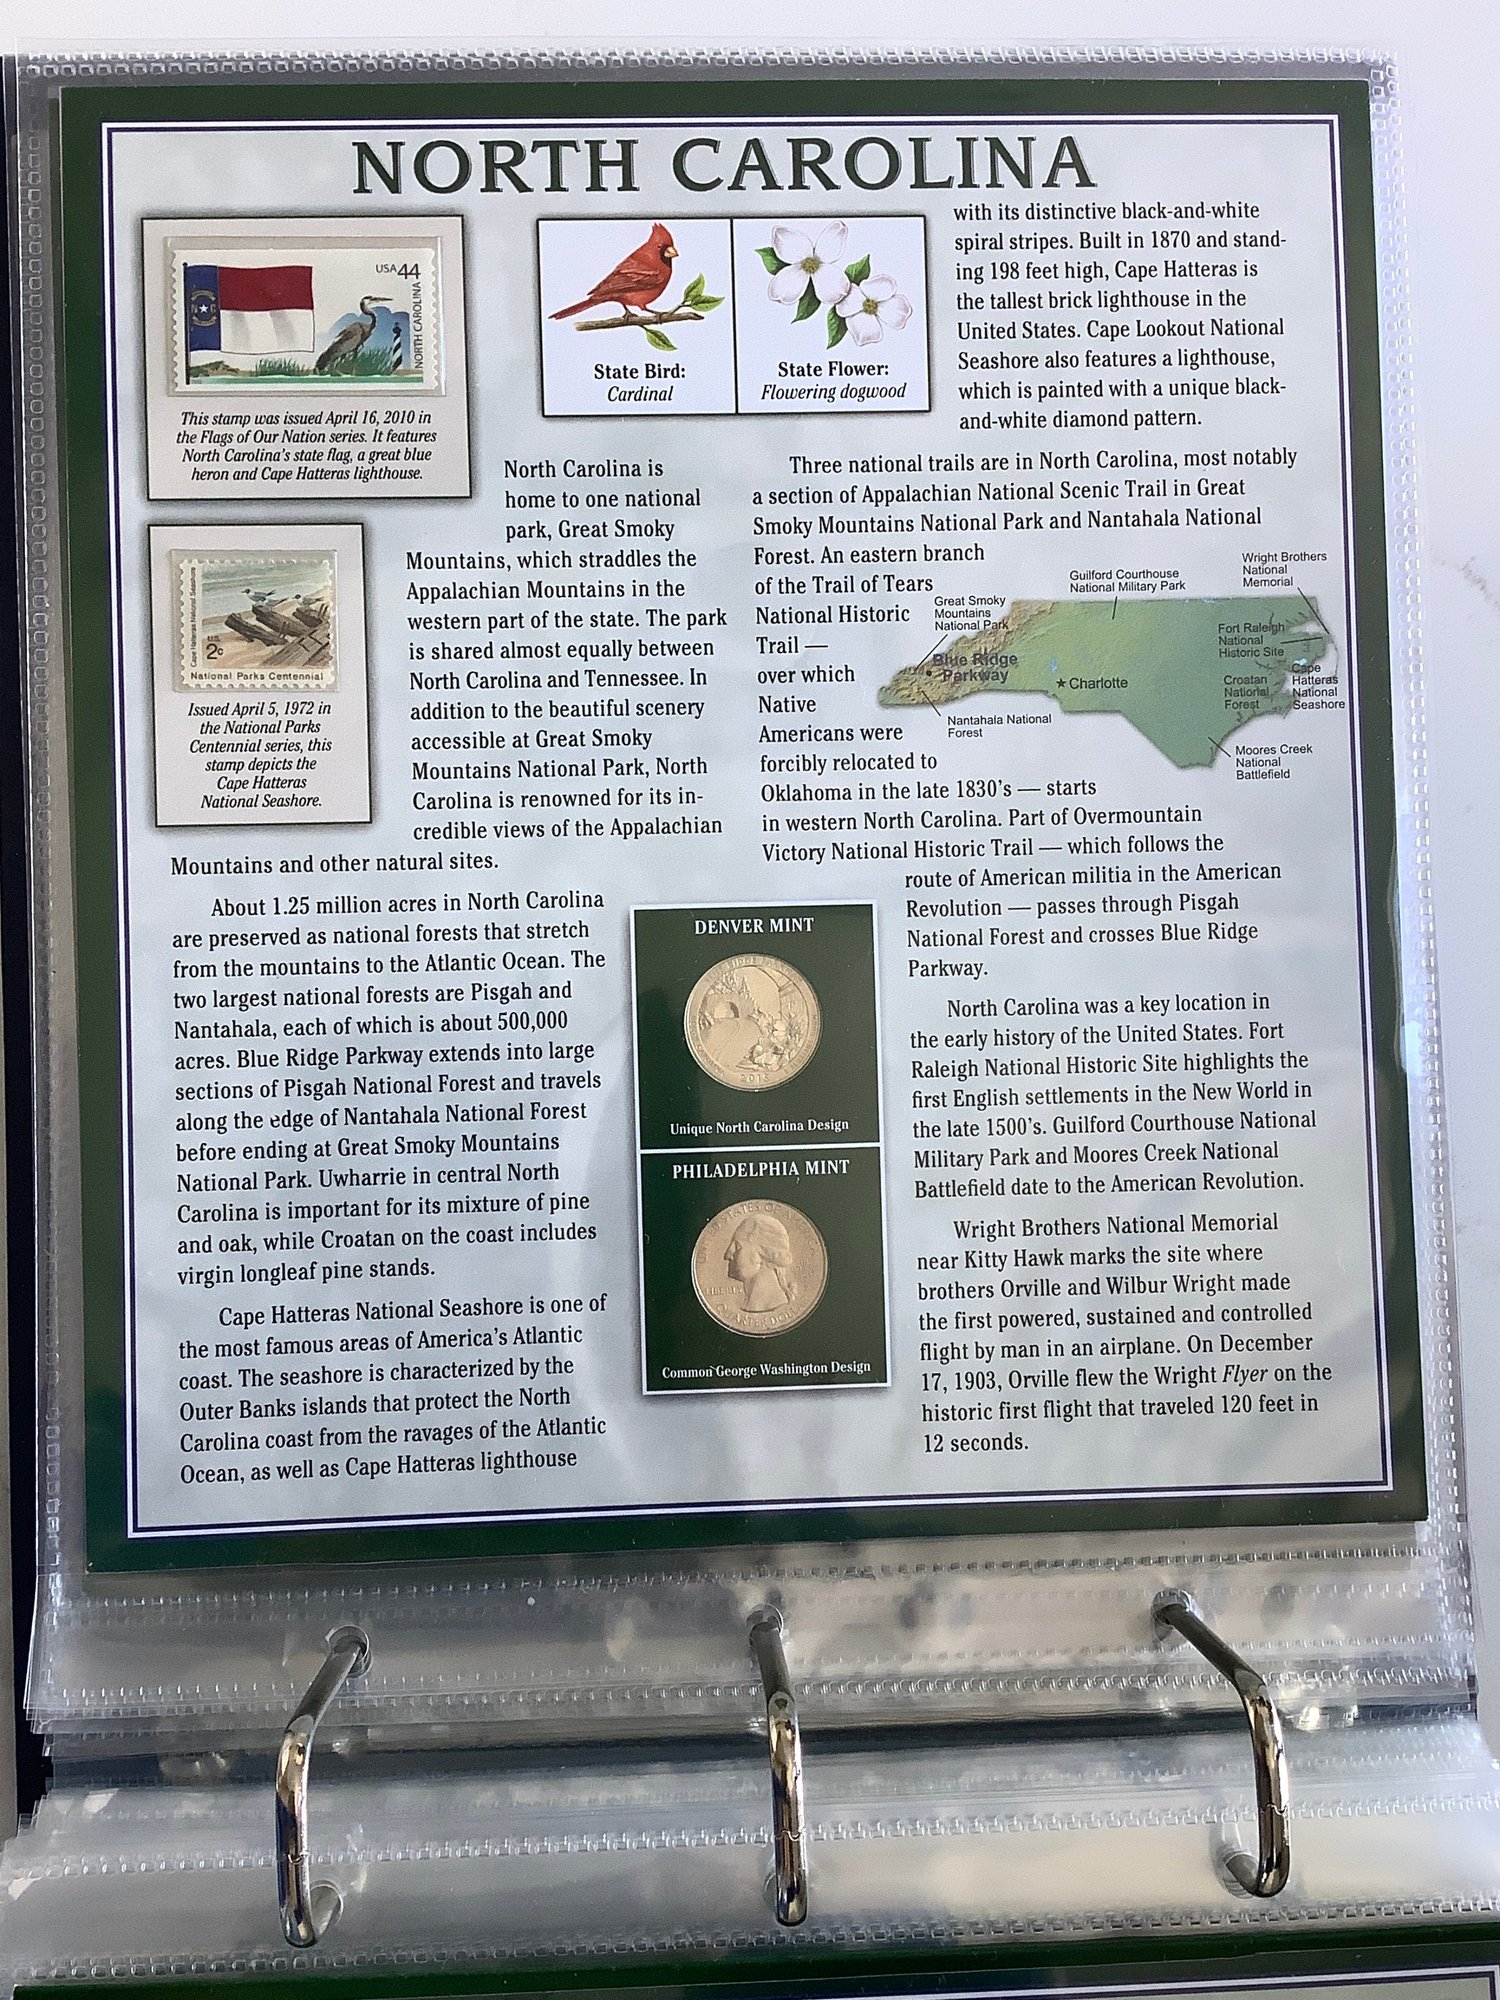 NORTH CAROLINA
USA 44
NORTH CAROLINA
This stamp was issued April 16, 2010 in
the Flags of Our Nation series. It features
North Carolina's state flag, a great blue
heron and Cape Hatteras lighthouse.
Cape Hatteras National Seashore
U.S.
2c
National Parks Centennial
Issued April 5, 1972 in
the National Parks
Centennial series, this
stamp depicts the
Cape Hatteras
National Seashore.
State Bird:
Cardinal
State Flower:
Flowering dogwood
North Carolina is
home to one national
park, Great Smoky
Mountains, which straddles the
Appalachian Mountains in the
western part of the state. The park
is shared almost equally between
North Carolina and Tennessee. In
addition to the beautiful scenery
accessible at Great Smoky
Mountains National Park, North
Carolina is renowned for its in-
credible views of the Appalachian
Mountains and other natural sites.
About 1.25 million acres in North Carolina
are preserved as national forests that stretch
from the mountains to the Atlantic Ocean. The
two largest national forests are Pisgah and
Nantahala, each of which is about 500,000
acres. Blue Ridge Parkway extends into large
sections of Pisgah National Forest and travels
along the edge of Nantahala National Forest
before ending at Great Smoky Mountains
National Park. Uwharrie in central North
Carolina is important for its mixture of pine
and oak, while Croatan on the coast includes
virgin longleaf pine stands.
Cape Hatteras National Seashore is one of
the most famous areas of America's Atlantic
coast. The seashore is characterized by the
Outer Banks islands that protect the North
Carolina coast from the ravages of the Atlantic
Ocean, as well as Cape Hatteras lighthouse
with its distinctive black-and-white
spiral stripes. Built in 1870 and stand-
ing 198 feet high, Cape Hatteras is
the tallest brick lighthouse in the
United States. Cape Lookout National
Seashore also features a lighthouse,
which is painted with a unique black-
and-white diamond pattern.
Three national trails are in North Carolina, most notably
a section of Appalachian National Scenic Trail in Great
Smoky Mountains National Park and Nantahala National
Forest. An eastern branch
of the Trail of Tears
National Historic
Trail —
over which
Native
Americans were
forcibly relocated to
Oklahoma in the late 1830's — starts
in western North Carolina. Part of Overmountain
Victory National Historic Trail — which follows the
route of American militia in the American
Revolution — passes through Pisgah
National Forest and crosses Blue Ridge
Parkway.
North Carolina was a key location in
the early history of the United States. Fort
Raleigh National Historic Site highlights the
first English settlements in the New World in
the late 1500's. Guilford Courthouse National
Military Park and Moores Creek National
Battlefield date to the American Revolution.
Wright Brothers National Memorial
near Kitty Hawk marks the site where
brothers Orville and Wilbur Wright made
the first powered, sustained and controlled
flight by man in an airplane. On December
17, 1903, Orville flew the Wright Flyer on the
historic first flight that traveled 120 feet in
12 seconds.
Great Smoky
Mountains
National Park
Blue Ridge
Parkway
Guilford Courthouse
National Military Park
Wright Brothers
National
Memorial
Fort Raleigh
National
Historic Site
Cape
Hatteras
National
Seashore
Croatan
National
Forest
Charlotte
Nantahala National
Forest
Moores Creek
National
Battlefield
DENVER MINT
2015
Unique North Carolina Design
PHILADELPHIA MINT
UNITED STATES OF AMERICA
LIBERTY
QUARTER DOLLAR
Common George Washington Design